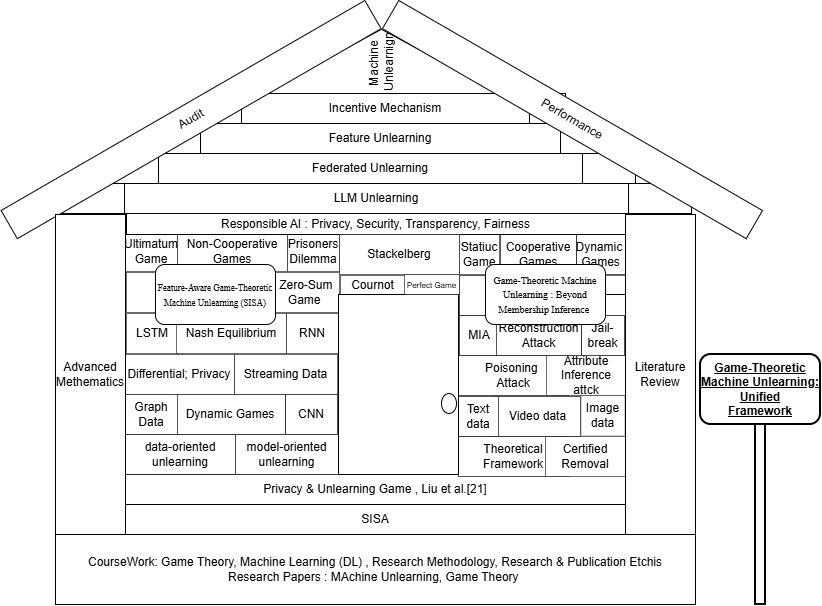 Machine
Unlearnign
Audit
Performance
Incentive Mechanism
Feature Unlearning
Federated Unlearning
LLM Unlearning
Responsible AI : Privacy, Security, Transparency, Fairness
Ultimatum
Game
Non-Cooperative
Games
Prisoners
Dilemma
Stackelberg
Statiuc
Game
Cooperative
Games
Dynamic
Games
Feature-Aware Game-Theoretic
Machine Unlearning (SISA)
Zero-Sum
Game
Cournot
Perfect Game
Game-Theoretic Machine
Unlearning : Beyond
Membership Inference
LSTM
Nash Equilibrium
RNN
MIA
Reconstruction
Attack
Jail-
break
Advanced
Methematics
Differential; Privacy
Streaming Data
Poisoning
Attack
Attribute
Inference
attck
Literature
Review
Game-Theoretic
Machine Unlearning:
Unified
Framework
Graph
Data
Dynamic Games
CNN
Text
data
Video data
Image
data
data-oriented
unlearning
model-oriented
unlearning
Theoretical
Framework
Certified
Removal
Privacy & Unlearning Game , Liu et al.[21]
SISA
CourseWork: Game Theory, Machine Learning (DL) , Research Methodology, Research & Publication Etchis
Research Papers : MAchine Unlearning, Game Theory